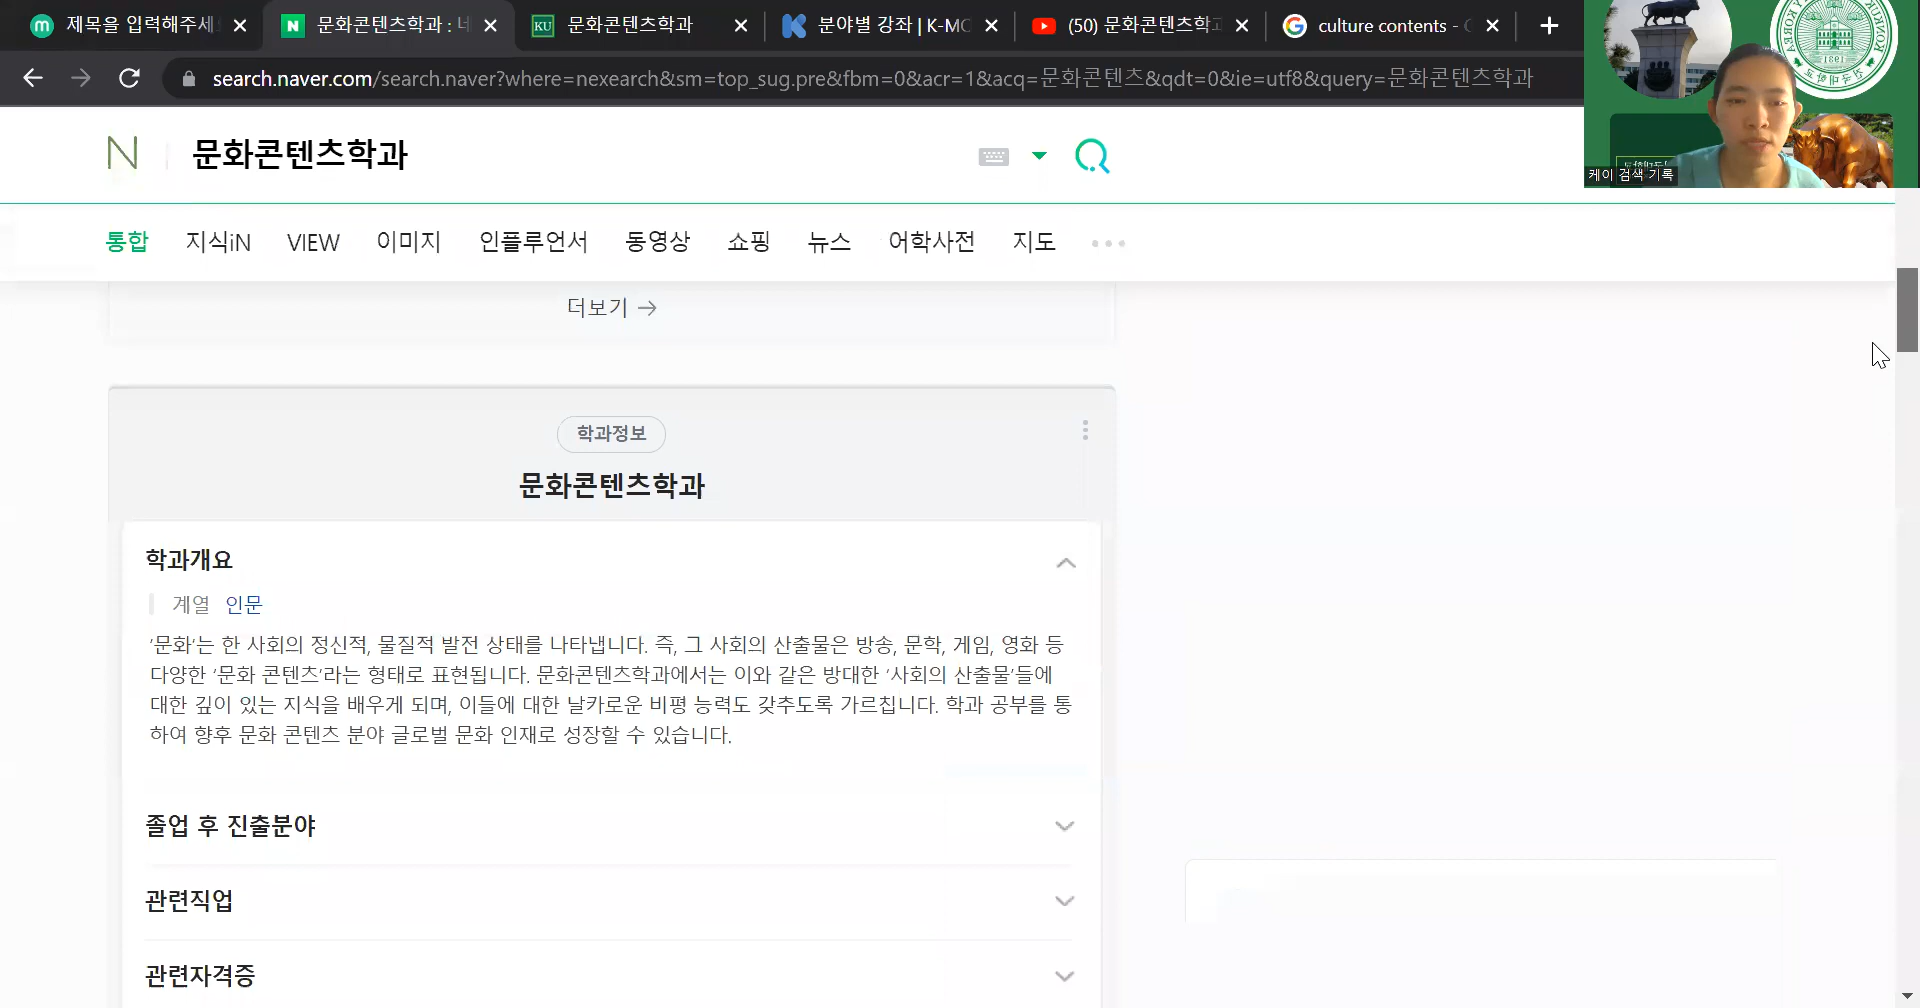 제목을 입력해주세
문화콘텐츠학과 : 네
KU 문화콘텐츠학과
분야별 강좌 | K-MO
(50) 문화콘텐츠학고
culture contents -
search.naver.com/search.naver?where=nexearch&sm=top_sug.pre&fbm=0&acr=1&acq=문화콘텐츠&qdt=0&ie=utf8&query=문화콘텐츠학과
1891
케이 검색 기록
N 문화콘텐츠학과
통합 지식iN VIEW 이미지 인플루언서 동영상 쇼핑 뉴스 어학사전 지도
더보기 →
학과정보
문화콘텐츠학과
학과개요
계열 인문
'문화'는 한 사회의 정신적, 물질적 발전 상태를 나타냅니다. 즉, 그 사회의 산출물은 방송, 문학, 게임, 영화 등
다양한 '문화 콘텐츠'라는 형태로 표현됩니다. 문화콘텐츠학과에서는 이와 같은 방대한 '사회의 산출물'들에
대한 깊이 있는 지식을 배우게 되며, 이들에 대한 날카로운 비평 능력도 갖추도록 가르칩니다. 학과 공부를 통
하여 향후 문화 콘텐츠 분야 글로벌 문화 인재로 성장할 수 있습니다.
졸업 후 진출분야
관련직업
관련자격증